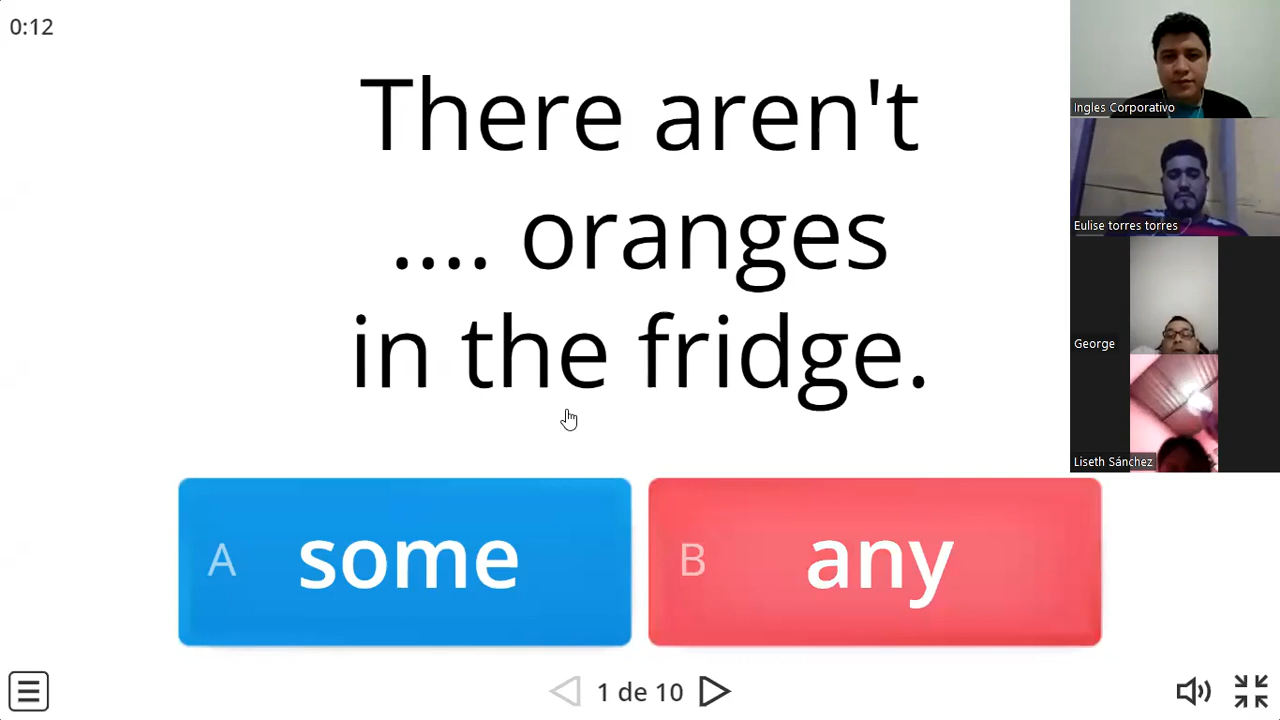 0:12
There aren't
.... oranges
in the fridge.
A some
B any
1 de 10
Ingles Corporativo
Eulise torres torres
George
Liseth Sánchez